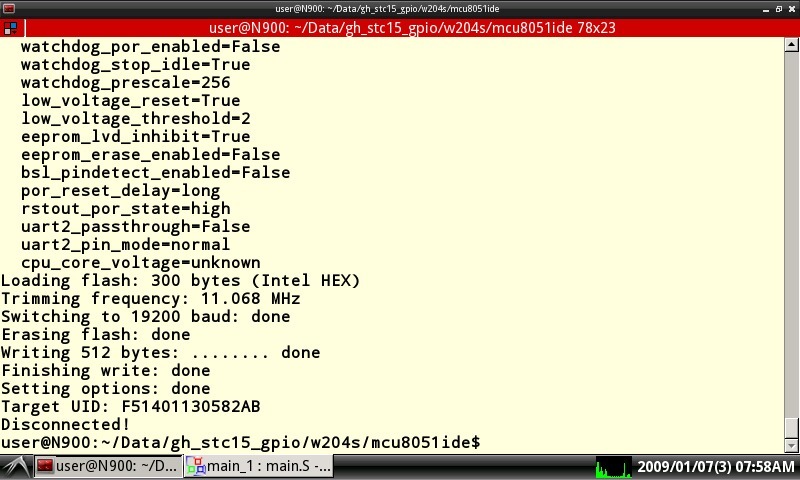 user@N900: ~/Data/gh_stc15_gpio/w204s/mcu8051ide
user@N900: ~/Data/gh_stc15_gpio/w204s/mcu8051ide 78x23
watchdog_por_enabled=False
watchdog_stop_idle=True
watchdog_prescale=256
low_voltage_reset=True
low_voltage_threshold=2
eeprom_lvd_inhibit=True
eeprom_erase_enabled=False
bsl_pindetect_enabled=False
por_reset_delay=long
rstout_por_state=high
uart2_passthrough=False
uart2_pin_mode=normal
cpu_core_voltage=unknown
Loading flash: 300 bytes (Intel HEX)
Trimming frequency: 11.068 MHz
Switching to 19200 baud: done
Erasing flash: done
Writing 512 bytes: ........ done
Finishing write: done
Setting options: done
Target UID: F51401130582AB
Disconnected!
user@N900:~/Data/gh_stc15_gpio/w204s/mcu8051ide$
user@N900: ~/D... main_1 : main.S -... 2009/01/07(3) 07:58AM